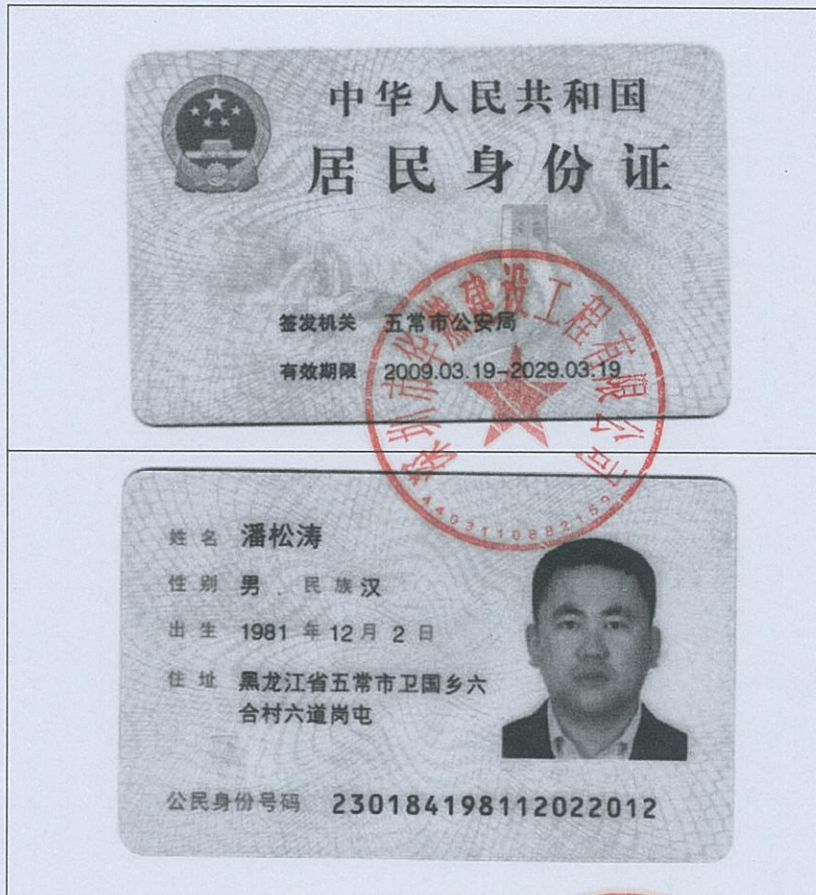 中华人民共和国
居民身份证
签发机关 五常市公安局
有效期限 2009.03.19-2029.03.19
深圳市华 建设工程有限公司
姓名 潘松涛
性别 男 民族 汉
出生 1981 年 12 月 2 日
住址 黑龙江省五常市卫国乡六
合村六道岗屯
公民身份号码 230184198112022012